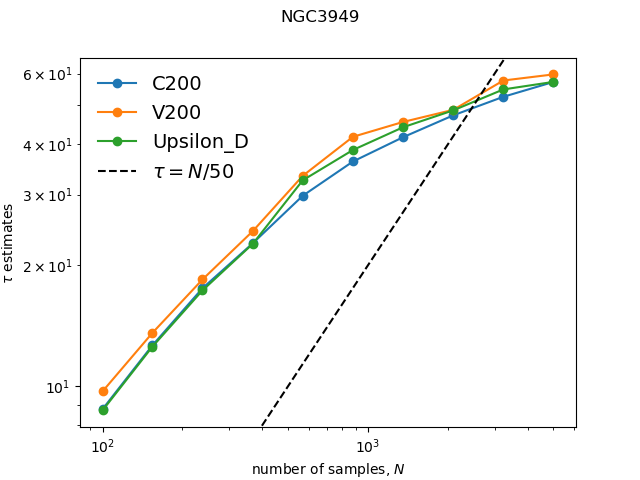 NGC3949
6 × 10¹
4 × 10¹
3 × 10¹
2 × 10¹
10¹
τ estimates
C200
V200
Upsilon_D
τ = N/50
10² 10³
number of samples, N